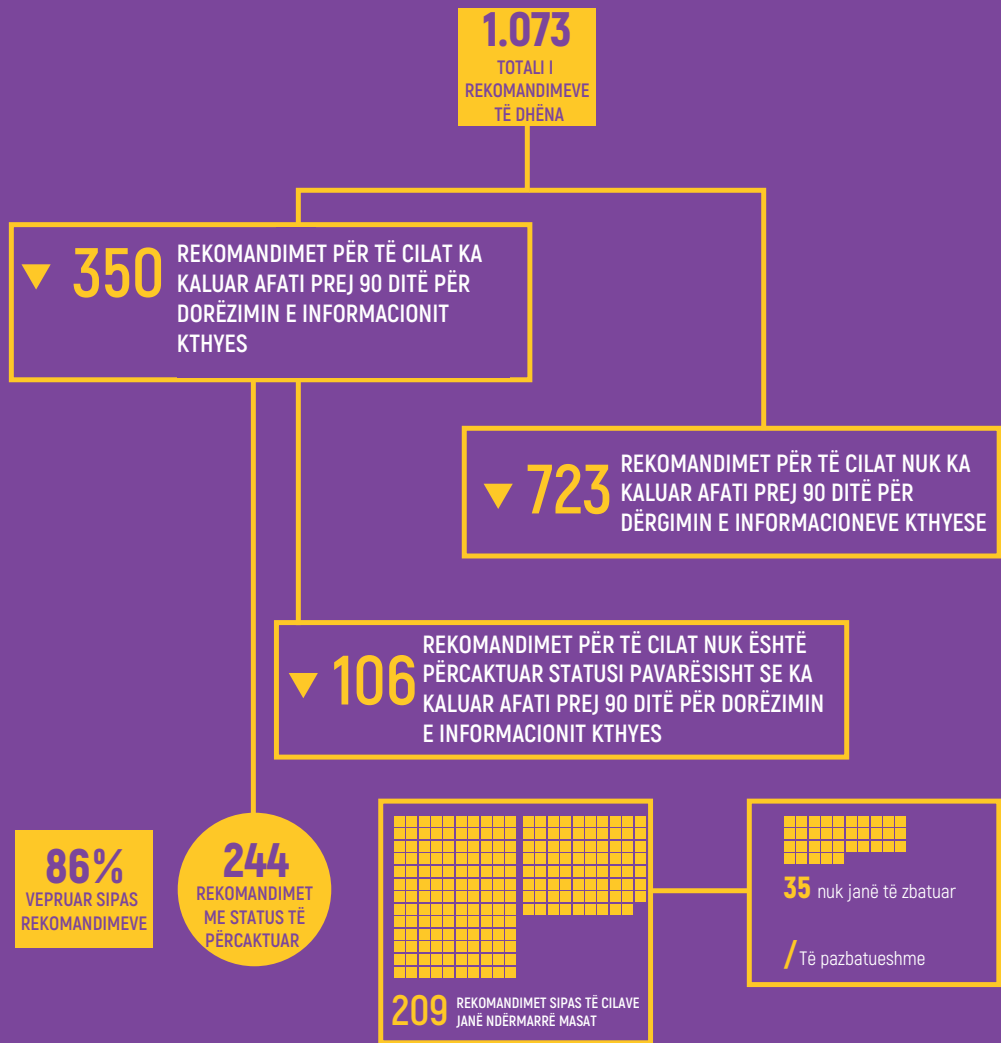 1.073
TOTALI I
REKOMANDIMEVE
TË DHËNA
350
REKOMANDIMET PËR TË CILAT KA
KALUAR AFATI PREJ 90 DITË PËR
DORËZIMIN E INFORMACIONIT
KTHYES
723
REKOMANDIMET PËR TË CILAT NUK KA
KALUAR AFATI PREJ 90 DITË PËR
DËRGIMIN E INFORMACIONEVE KTHYESE
106
REKOMANDIMET PËR TË CILAT NUK ËSHTË
PËRCAKTUAR STATUSI PAVARËSISHT SE KA
KALUAR AFATI PREJ 90 DITË PËR DORËZIMIN
E INFORMACIONIT KTHYES
86%
VEPRUAR SIPAS
REKOMANDIMEVE
244
REKOMANDIMET
ME STATUS TË
PËRCAKTUAR
209 REKOMANDIMET SIPAS TË CILAVE
JANË NDËRMARRË MASAT
35 nuk janë të zbatuar
/ Të pazbatueshme